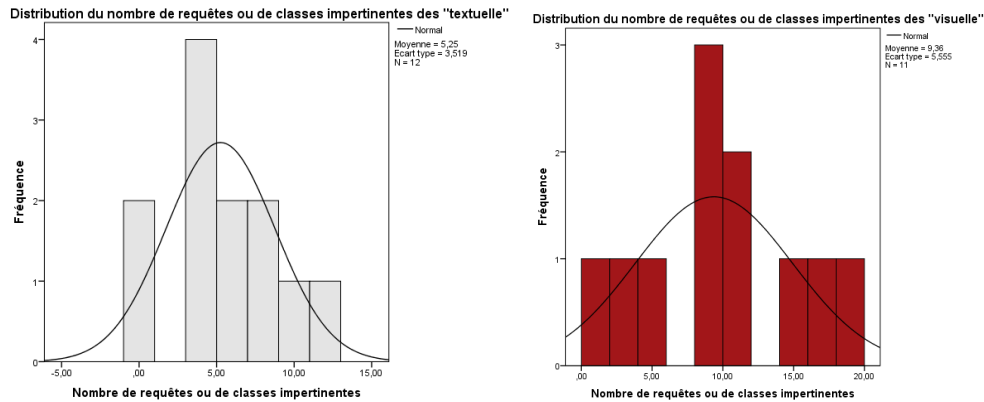 Distribution du nombre de requêtes ou de classes impertinentes des "textuelle"
Normal
Moyenne = 5,25
Ecart type = 3,519
N = 12
Fréquence
4
3
2
1
0
-5,00 ,00 5,00 10,00 15,00
Nombre de requêtes ou de classes impertinentes
Distribution du nombre de requêtes ou de classes impertinentes des "visuelle"
Normal
Moyenne = 9,36
Ecart type = 5,555
N = 11
Fréquence
3
2
1
0
,00 5,00 10,00 15,00 20,00
Nombre de requêtes ou de classes impertinentes